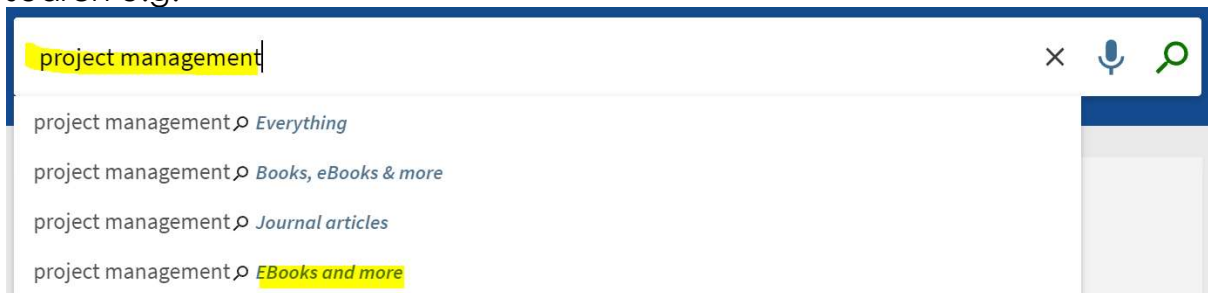 project management
project management Everything
project management Books, eBooks & more
project management Journal articles
project management EBooks and more